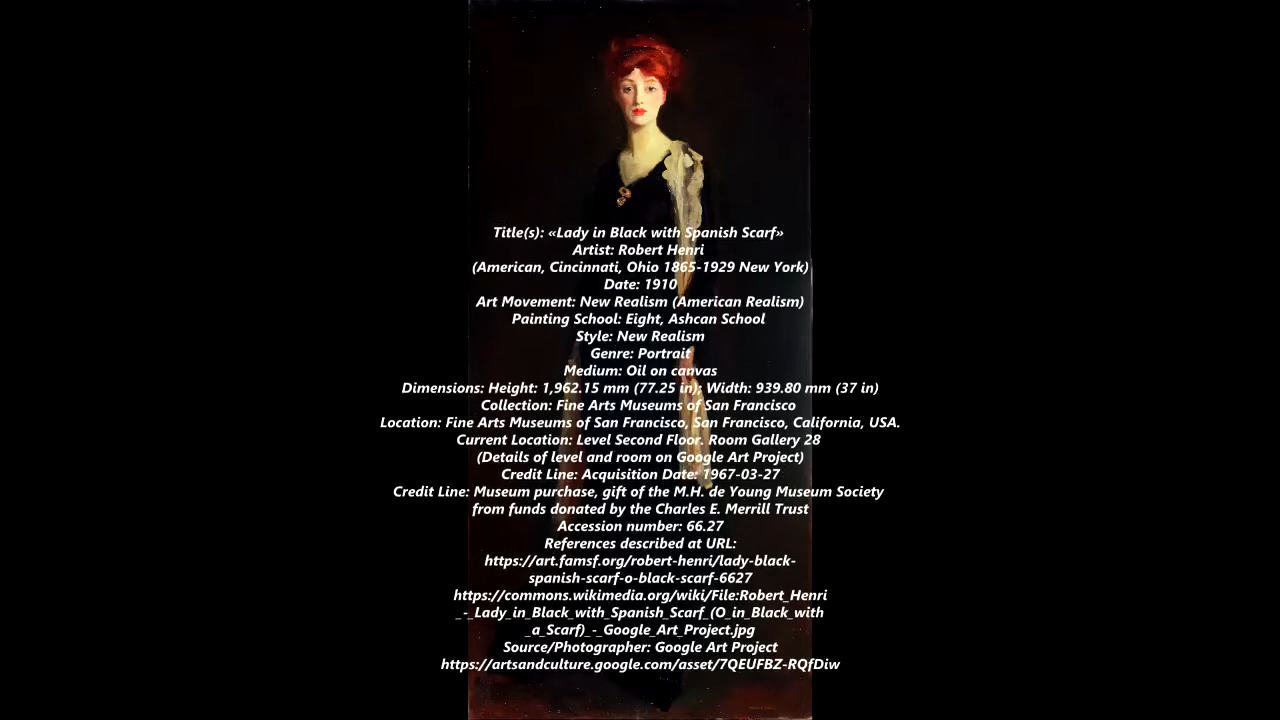 Title(s): «Lady in Black with Spanish Scarf»
Artist: Robert Henri
(American, Cincinnati, Ohio 1865-1929 New York)
Date: 1910
Art Movement: New Realism (American Realism)
Painting School: Eight, Ashcan School
Style: New Realism
Genre: Portrait
Medium: Oil on canvas
Dimensions: Height: 1,962.15 mm (77.25 in); Width: 939.80 mm (37 in)
Collection: Fine Arts Museums of San Francisco
Location: Fine Arts Museums of San Francisco, San Francisco, California, USA.
Current Location: Level Second Floor. Room Gallery 28
(Details of level and room on Google Art Project)
Credit Line: Acquisition Date: 1967-03-27
Credit Line: Museum purchase, gift of the M.H. de Young Museum Society
from funds donated by the Charles E. Merrill Trust
Accession number: 66.27
References described at URL:
https://art.famsf.org/robert-henri/lady-black-
spanish-scarf-o-black-scarf-6627
https://commons.wikimedia.org/wiki/File:Robert_Henri
_-_Lady_in_Black_with_Spanish_Scarf_(O_in_Black_with
_a_Scarf)_-_Google_Art_Project.jpg
Source/Photographer: Google Art Project
https://artsandculture.google.com/asset/7QEUFBZ-RQfDiw